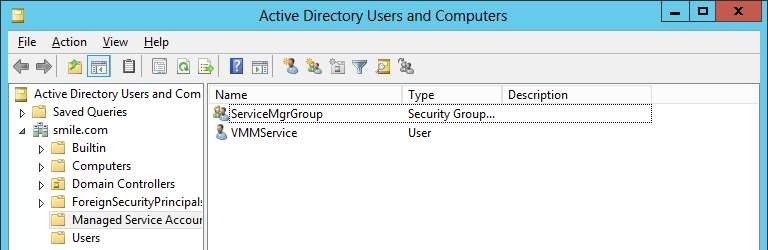 Active Directory Users and Computers
File Action View Help
Active Directory Users and Com
Saved Queries
smile.com
Builtin
Computers
Domain Controllers
ForeignSecurityPrincipals
Managed Service Accour
Users
Name Type Description
ServiceMgrGroup Security Group...
VMMService User